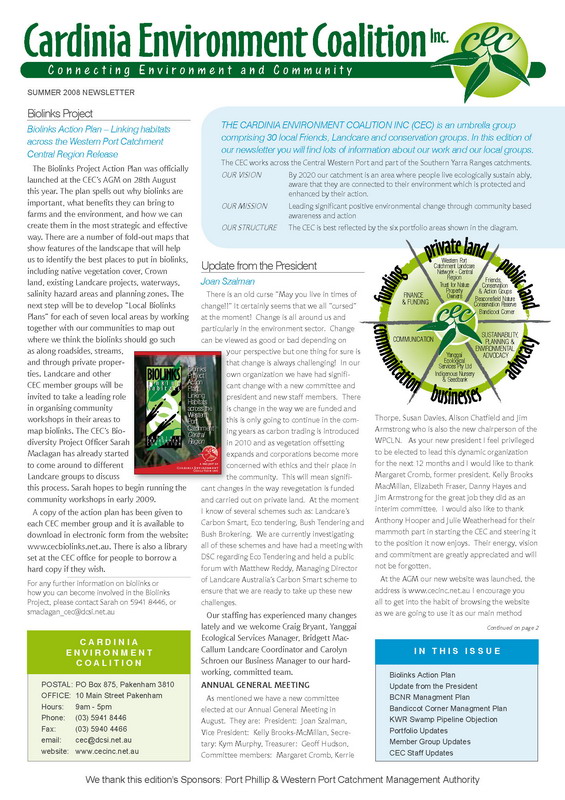 Cardinia Environment Coalition Inc.
cec
Connecting Environment and Community
SUMMER 2008 NEWSLETTER
Biolinks Project
Biolinks Action Plan – Linking habitats
across the Western Port Catchment
Central Region Release
The Biolinks Project Action Plan was officially
launched at the CEC's AGM on 28th August
this year. The plan spells out why biolinks are
important, what benefits they can bring to
farms and the environment, and how we can
create them in the most strategic and effective
way. There are a number of fold-out maps that
show features of the landscape that will help
us to identify the best places to put in biolinks,
including native vegetation cover, Crown
land, existing Landcare projects, waterways,
salinity hazard areas and planning zones. The
next step will be to develop "Local Biolinks
Plans" for each of seven local areas by working
together with our communities to map out
where we think the biolinks should go such
as along roadsides, streams,
and through private proper-
ties. Landcare and other
CEC member groups will be
invited to take a leading role
in organising community
workshops in their areas to
map biolinks. The CEC's Bio-
diversity Project Officer Sarah
Maclagan has already started
to come around to different
Landcare groups to discuss
this process. Sarah hopes to begin running the
community workshops in early 2009.
A copy of the action plan has been given to
each CEC member group and it is available to
download in electronic form from the website:
www.cecbiolinks.net.au. There is also a library
set at the CEC office for people to borrow a
hard copy if they wish.
For any further information on biolinks or
how you can become involved in the Biolinks
Project, please contact Sarah on 5941 8446, or
smaclagan_cec@dcsi.net.au
BIOLINKS
LINKING
HABITATS
Biolinks
Project
Action
Plan
Linking
habitats
across the
Western
Port
Catchment
Central
Region
CARDINIA
ENVIRONMENT
COALITION
POSTAL: PO Box 875, Pakenham 3810
OFFICE: 10 Main Street Pakenham
Hours: 9am - 5pm
Phone: (03) 5941 8446
Fax: (03) 5940 4466
email: cec@dcsi.net.au
website: www.cecinc.net.au
THE CARDINIA ENVIRONMENT COALITION INC (CEC) is an umbrella group
comprising 30 local Friends, Landcare and conservation groups. In this edition of
our newsletter you will find lots of information about our work and our local groups.
The CEC works across the Central Western Port and part of the Southern Yarra Ranges catchments.
OUR VISION By 2020 our catchment is an area where people live ecologically sustain ably,
aware that they are connected to their environment which is protected and
enhanced by their action.
OUR MISSION Leading significant positive environmental change through community based
awareness and action
OUR STRUCTURE The CEC is best reflected by the six portfolio areas shown in the diagram.
Update from the President
Joan Szalman
There is an old curse "May you live in times of
change!!" It certainly seems that we all "cursed"
at the moment! Change is all around us and
particularly in the environment sector. Change
can be viewed as good or bad depending on
your perspective but one thing for sure is
that change is always challenging! In our
own organization we have had signifi-
cant change with a new committee and
president and new staff members. There
is change in the way we are funded and
this is only going to continue in the com-
ing years as carbon trading is introduced
in 2010 and as vegetation offsetting
expands and corporations become more
concerned with ethics and their place in
the community. This will mean signifi-
cant changes in the way revegetation is funded
and carried out on private land. At the moment
I know of several schemes such as: Landcare's
Carbon Smart, Eco tendering, Bush Tendering and
Bush Brokering. We are currently investigating
all of these schemes and have had a meeting with
DSC regarding Eco Tendering and held a public
forum with Matthew Reddy, Managing Director
of Landcare Australia's Carbon Smart scheme to
ensure that we are ready to take up these new
challenges.
Our staffing has experienced many changes
lately and we welcome Craig Bryant, Yanggai
Ecological Services Manager, Bridgett Mac-
Callum Landcare Coordinator and Carolyn
Schroen our Business Manager to our hard-
working, committed team.
ANNUAL GENERAL MEETING
As mentioned we have a new committee
elected at our Annual General Meeting in
August. They are: President: Joan Szalman,
Vice President: Kelly Brooks-McMillan, Secre-
tary: Kym Murphy, Treasurer: Geoff Hudson,
Committee members: Margaret Cromb, Kerrie
private land
public land
advocacy
businesses
communication
funding
Western Port
Catchment Landcare
Network - Central
Region
Trust for Nature
Property
Owners
Friends,
Conservation
& Action Groups
Beaconsfield Nature
Conservation Reserve
Bandicoot Corner
SUSTAINABILITY,
PLANNING &
ENVIRONMENTAL
ADVOCACY
Yanggai
Ecological
Services Pty Ltd
Indigenous Nursery
& Seedbank
COMMUNICATION
FINANCE
& FUNDING
cec
Thorpe, Susan Davies, Alison Chatfield and Jim
Armstrong who is also the new chairperson of the
WPCLN. As your new president I feel privileged
to be elected to lead this dynamic organization
for the next 12 months and I would like to thank
Margaret Cromb, former president. Kelly Brooks
MacMillan, Elizabeth Fraser, Danny Hayes and
Jim Armstrong for the great job they did as an
interim committee. I would also like to thank
Anthony Hooper and Julie Weatherhead for their
mammoth part in starting the CEC and steering it
to the position it now enjoys. Their energy, vision
and commitment are greatly appreciated and will
not be forgotten.
At the AGM our new website was launched, the
address is www.cecinc.net.au I encourage you
all to get into the habit of browsing the website
as we are going to use it as our main method
Continued on page 2
IN THIS ISSUE
Biolinks Action Plan
Update from the President
BCNR Managment Plan
Bandiccot Corner Managment Plan
KWR Swamp Pipeline Objection
Portfolio Updates
Member Group Updates
CEC Staff Updates
We thank this edition's Sponsors: Port Phillip & Western Port Catchment Management Authority